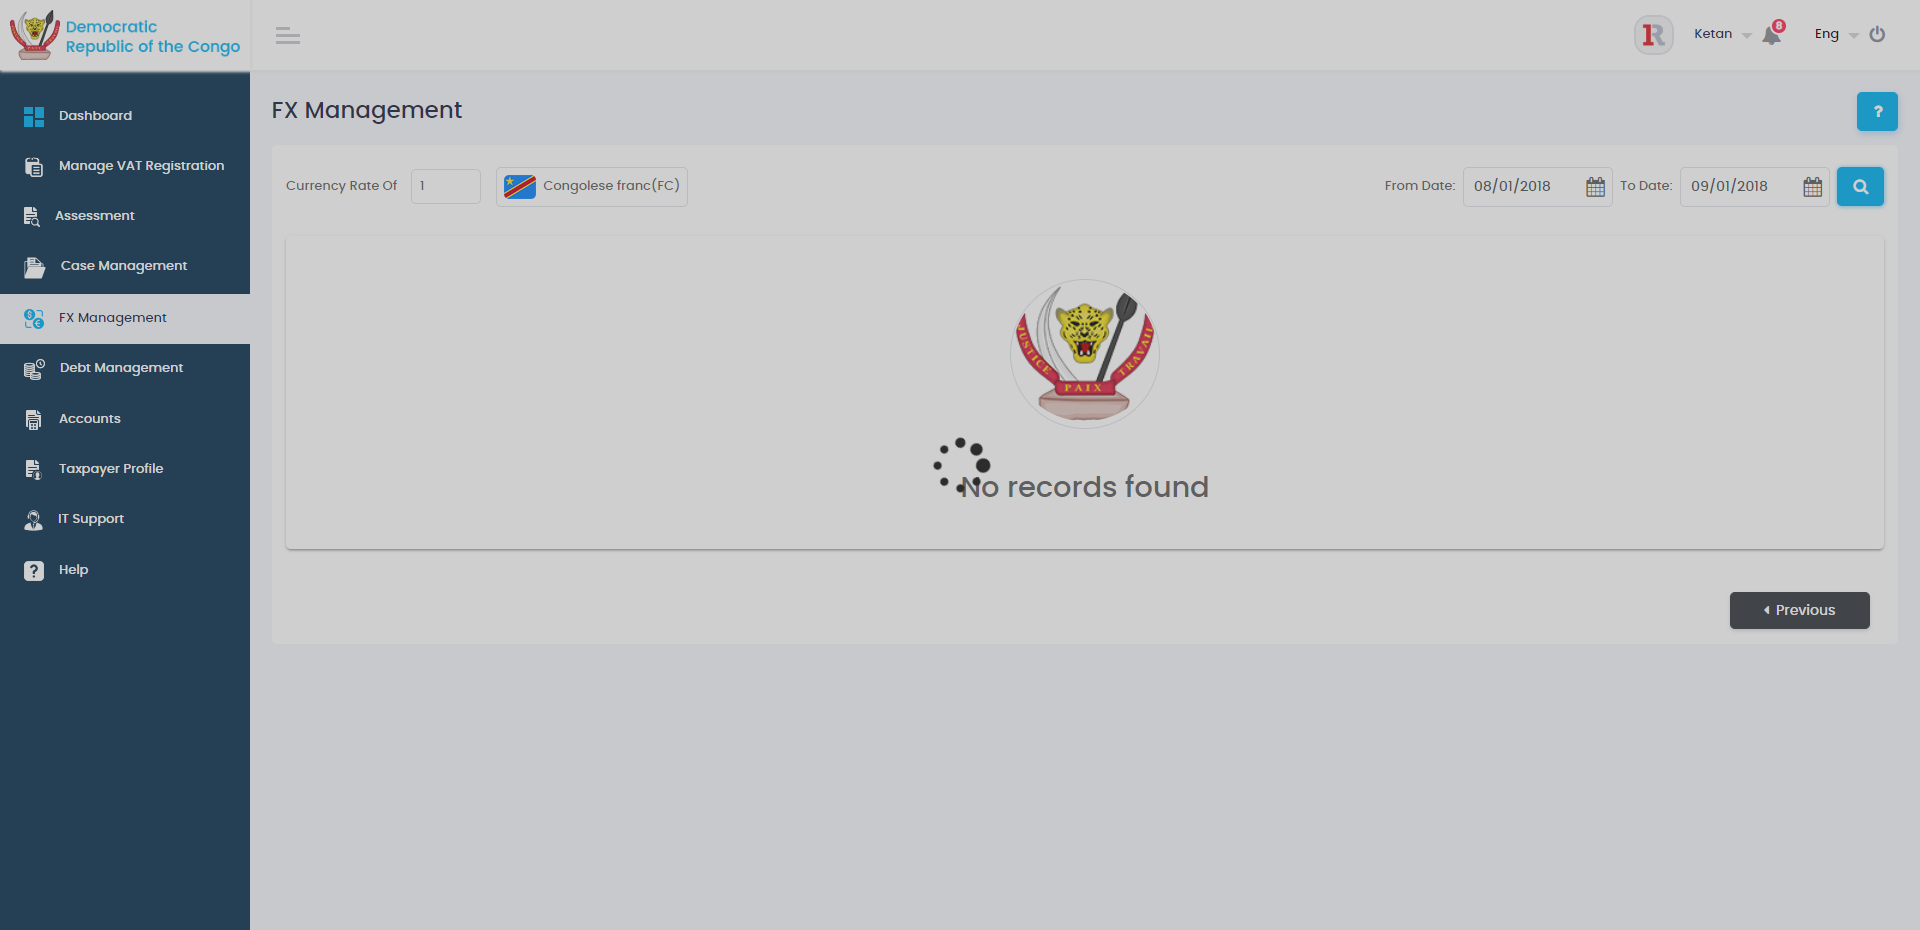 Democratic
Republic of the Congo
Ketan
8
Eng
Dashboard
Manage VAT Registration
Assessment
Case Management
FX Management
Debt Management
Accounts
Taxpayer Profile
IT Support
Help
FX Management
?
Currency Rate Of
1
Congolese franc(FC)
From Date:
08/01/2018
To Date:
09/01/2018
JUSTICE PAIX TRAVAIL
No records found
Previous